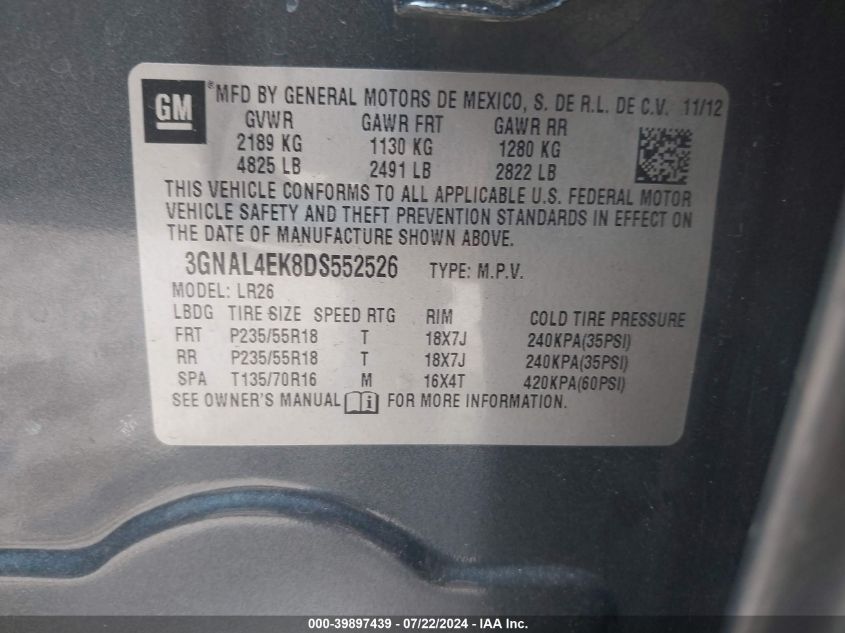 GM
*MFD BY GENERAL MOTORS DE MEXICO, S. DE R.L. DE C.V. 11/12
GVWR GAWR FRT GAWR RR
2189 KG 1130 KG 1280 KG
4825 LB 2491 LB 2822 LB
THIS VEHICLE CONFORMS TO ALL APPLICABLE U.S. FEDERAL MOTOR
VEHICLE SAFETY AND THEFT PREVENTION STANDARDS IN EFFECT ON
THE DATE OF MANUFACTURE SHOWN ABOVE.
3GNAL4EK8DS552526 TYPE: M.P.V.
MODEL: LR26
LBDG TIRE SIZE SPEED RTG RIM COLD TIRE PRESSURE
FRT P235/55R18 T 18X7J 240KPA(35PSI)
RR P235/55R18 T 18X7J 240KPA(35PSI)
SPA T135/70R16 M 16X4T 420KPA(60PSI)
SEE OWNER'S MANUAL i FOR MORE INFORMATION.
000-39897439 / 07/22/2024 / IAA Inc.